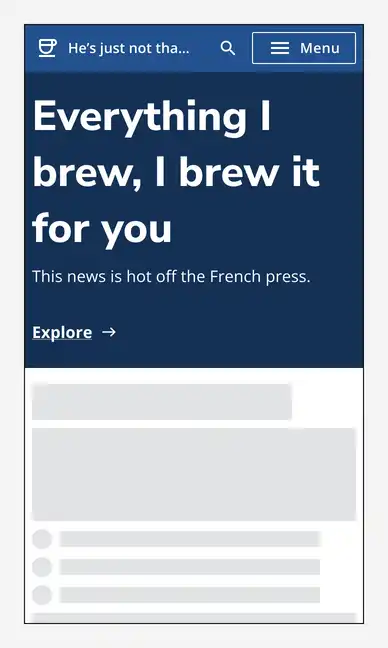 He’s just not tha...
Menu
Everything I
brew, I brew it
for you
This news is hot off the French press.
Explore